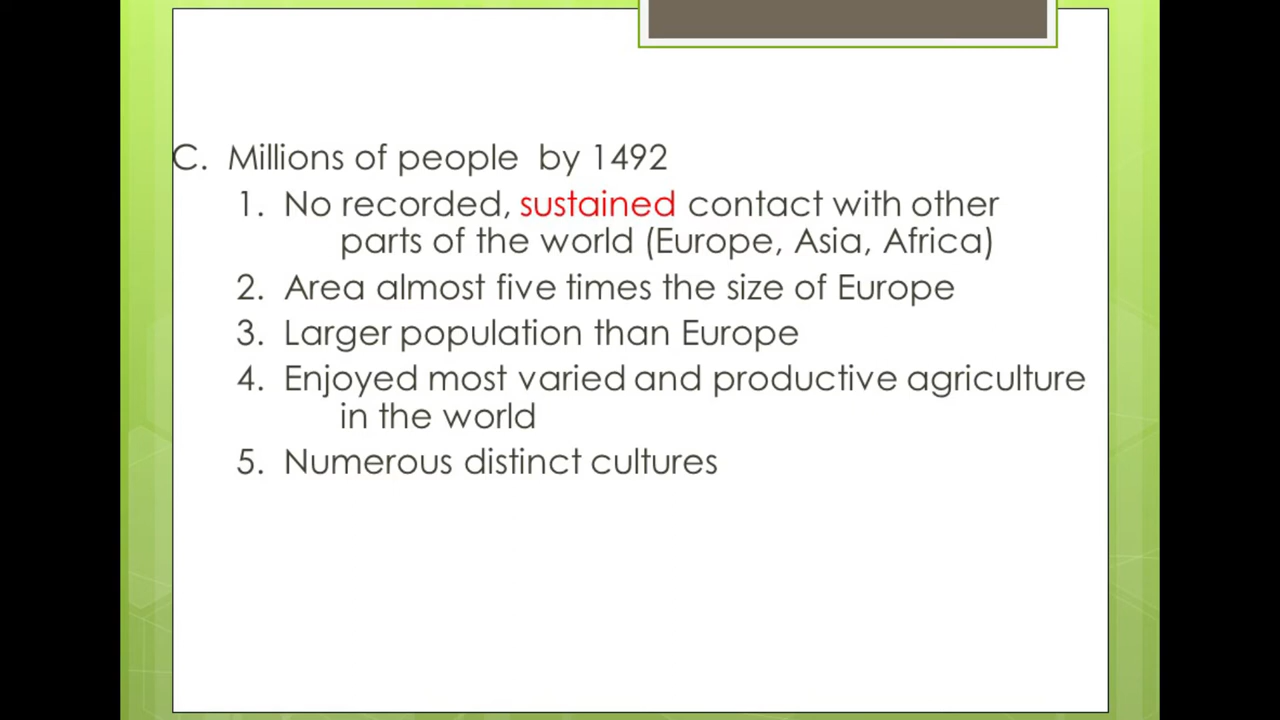 C. Millions of people by 1492
1. No recorded, sustained contact with other
parts of the world (Europe, Asia, Africa)
2. Area almost five times the size of Europe
3. Larger population than Europe
4. Enjoyed most varied and productive agriculture
in the world
5. Numerous distinct cultures